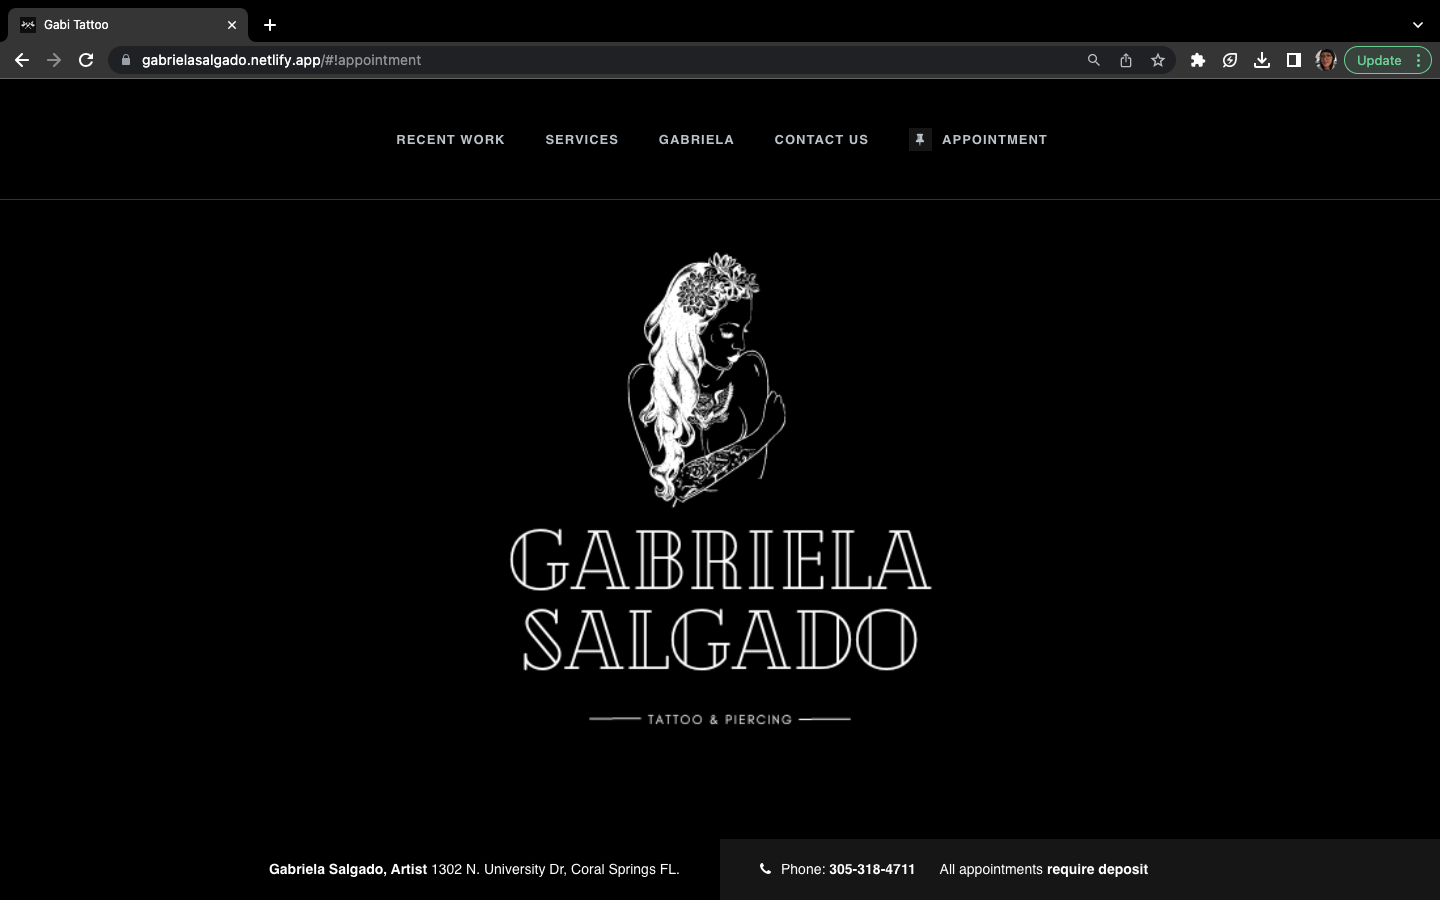 Gabi Tattoo
gabrielasalgado.netlify.app/#!appointment
Update
RECENT WORK SERVICES GABRIELA CONTACT US APPOINTMENT
GABRIELA
SALGADO
TATTOO & PIERCING
Gabriela Salgado, Artist 1302 N. University Dr, Coral Springs FL.
Phone: 305-318-4711 All appointments require deposit